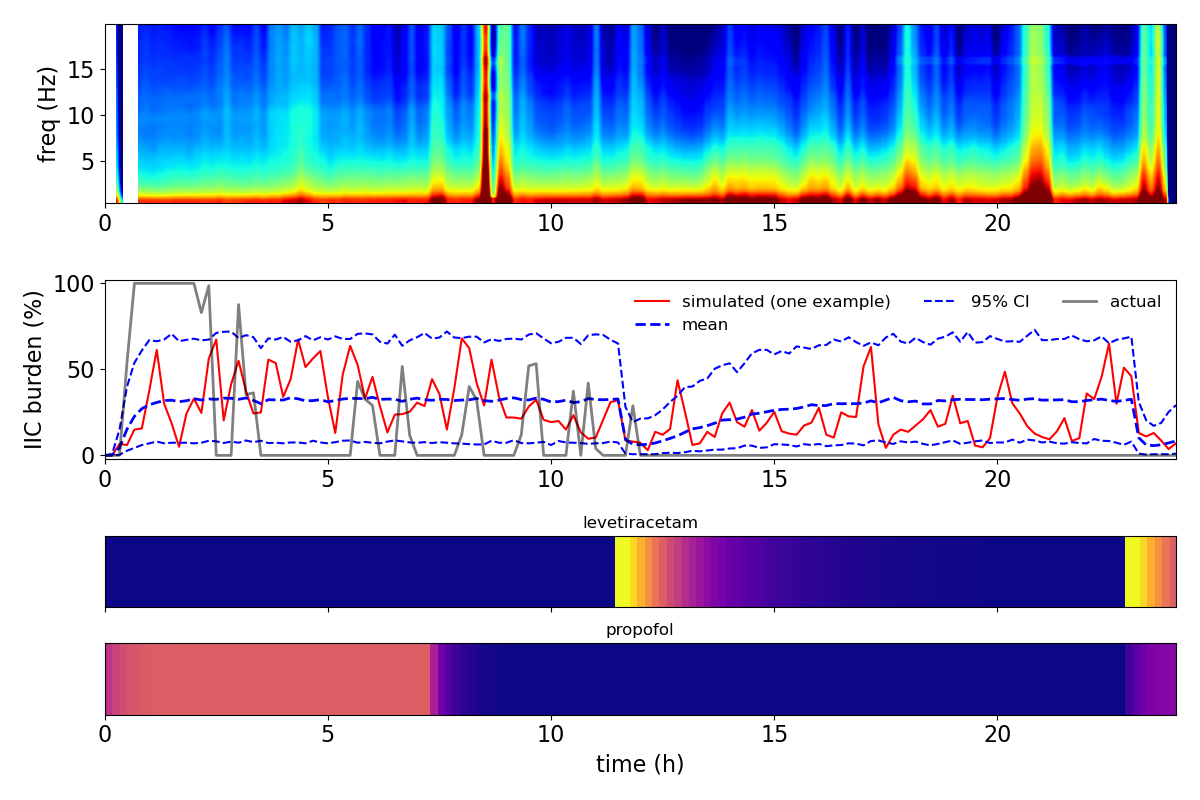 freq (Hz)
15
10
5
0 5 10 15 20
IIC burden (%)
100
50
0
simulated (one example)
mean
95% CI
actual
0 5 10 15 20
levetiracetam
propofol
0 5 10 15 20
time (h)